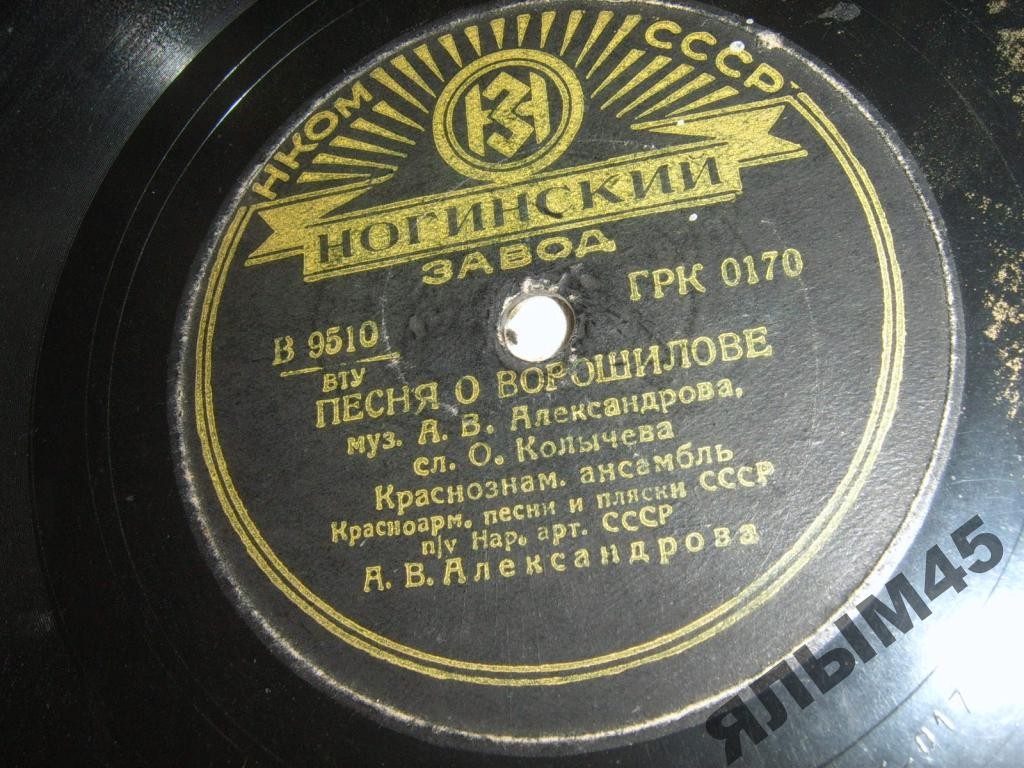 НКОМ СССР
НЗ
НОГИНСКИЙ
ЗАВОД
ГРК 0170
В 9510
ВТУ
ПЕСНЯ О ВОРОШИЛОВЕ
муз. А. В. Александрова,
сл. О. Колычева
Краснознам. ансамбль
Красноарм. песни и пляски СССР
п/у Нар. арт. СССР
А. В. Александрова
ЯЛЫМ45